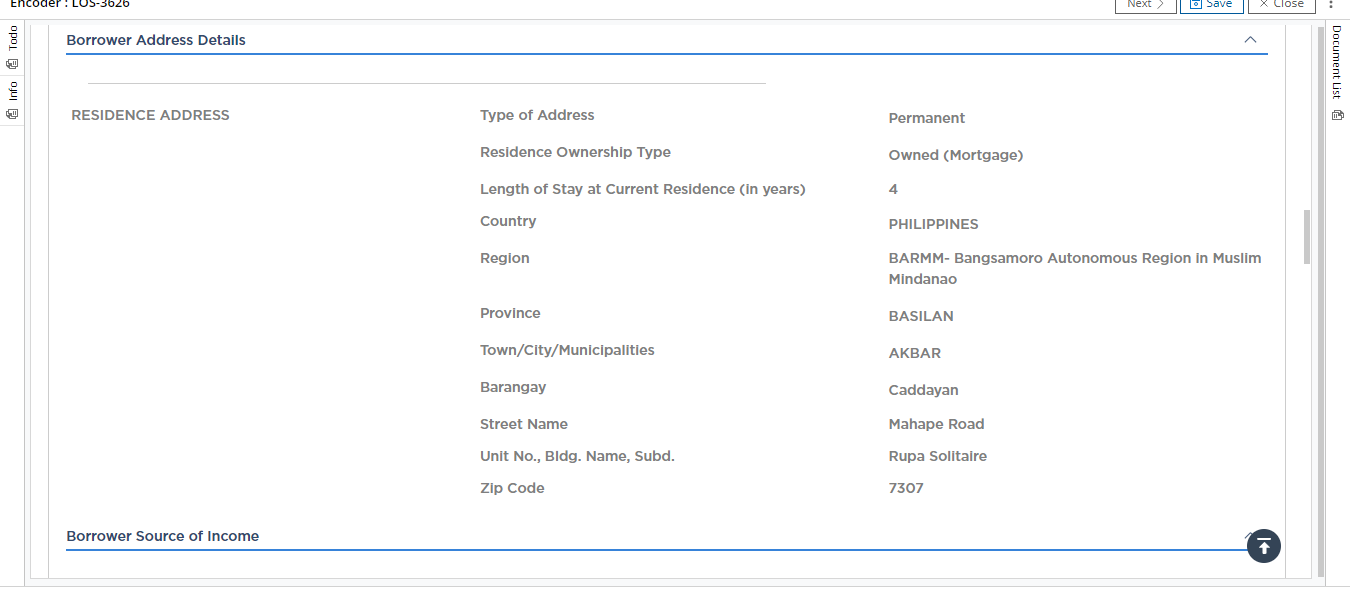 Encoder : LOS-3626
Next
Save
Close
Todo
Info
Document List
Borrower Address Details
RESIDENCE ADDRESS
Type of Address Permanent
Residence Ownership Type Owned (Mortgage)
Length of Stay at Current Residence (in years) 4
Country PHILIPPINES
Region BARMM- Bangsamoro Autonomous Region in Muslim
Mindanao
Province BASILAN
Town/City/Municipalities AKBAR
Barangay Caddayan
Street Name Mahape Road
Unit No., Bldg. Name, Subd. Rupa Solitaire
Zip Code 7307
Borrower Source of Income